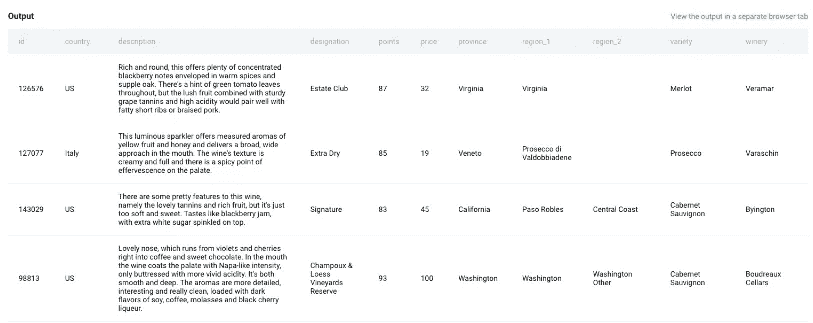 Output
View the output in a separate browser tab
id country description designation points price province region_1 region_2 variety winery
Rich and round, this offers plenty of concentrated
blackberry notes enveloped in warm spices and
supple oak. There's a hint of green tomato leaves
throughout, but the lush fruit combined with sturdy
grape tannins and high acidity would pair well with
fatty short ribs or braised pork.
126576 US Estate Club 87 32 Virginia Virginia Merlot Veramar
This luminous sparkler offers measured aromas of
yellow fruit and honey and delivers a broad, wide
approach in the mouth. The wine's texture is
creamy and full and there is a spicy point of
effervescence on the palate.
127077 Italy Extra Dry 85 19 Veneto
Prosecco di
Valdobbiadene
Prosecco Varaschin
There are some pretty features to this wine,
namely the lovely tannins and rich fruit, but it's just
too soft and sweet. Tastes like blackberry jam,
with extra white sugar spinkled on top.
143029 US Signature 83 45 California Paso Robles Central Coast
Cabernet
Sauvignon
Byington
Lovely nose, which runs from violets and cherries
right into coffee and sweet chocolate. In the mouth
the wine coats the palate with Napa-like intensity,
only buttressed with more vivid acidity. It's both
smooth and deep. The aromas are more detailed,
interesting and really clean, loaded with dark
flavors of soy, coffee, molasses and black cherry
liqueur.
98813 US
Champoux &
Loess
Vineyards
Reserve
93 100 Washington Washington
Washington
Other
Cabernet
Sauvignon
Boudreaux
Cellars